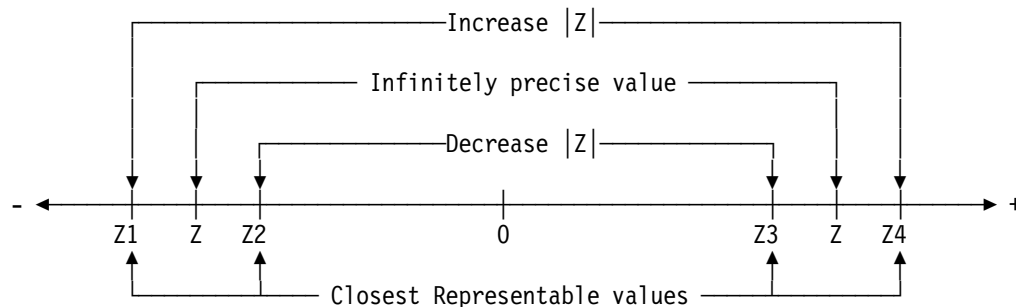 Increase |Z|
Infinitely precise value
Decrease |Z|
- +
Z1 Z Z2 0 Z3 Z Z4
Closest Representable values